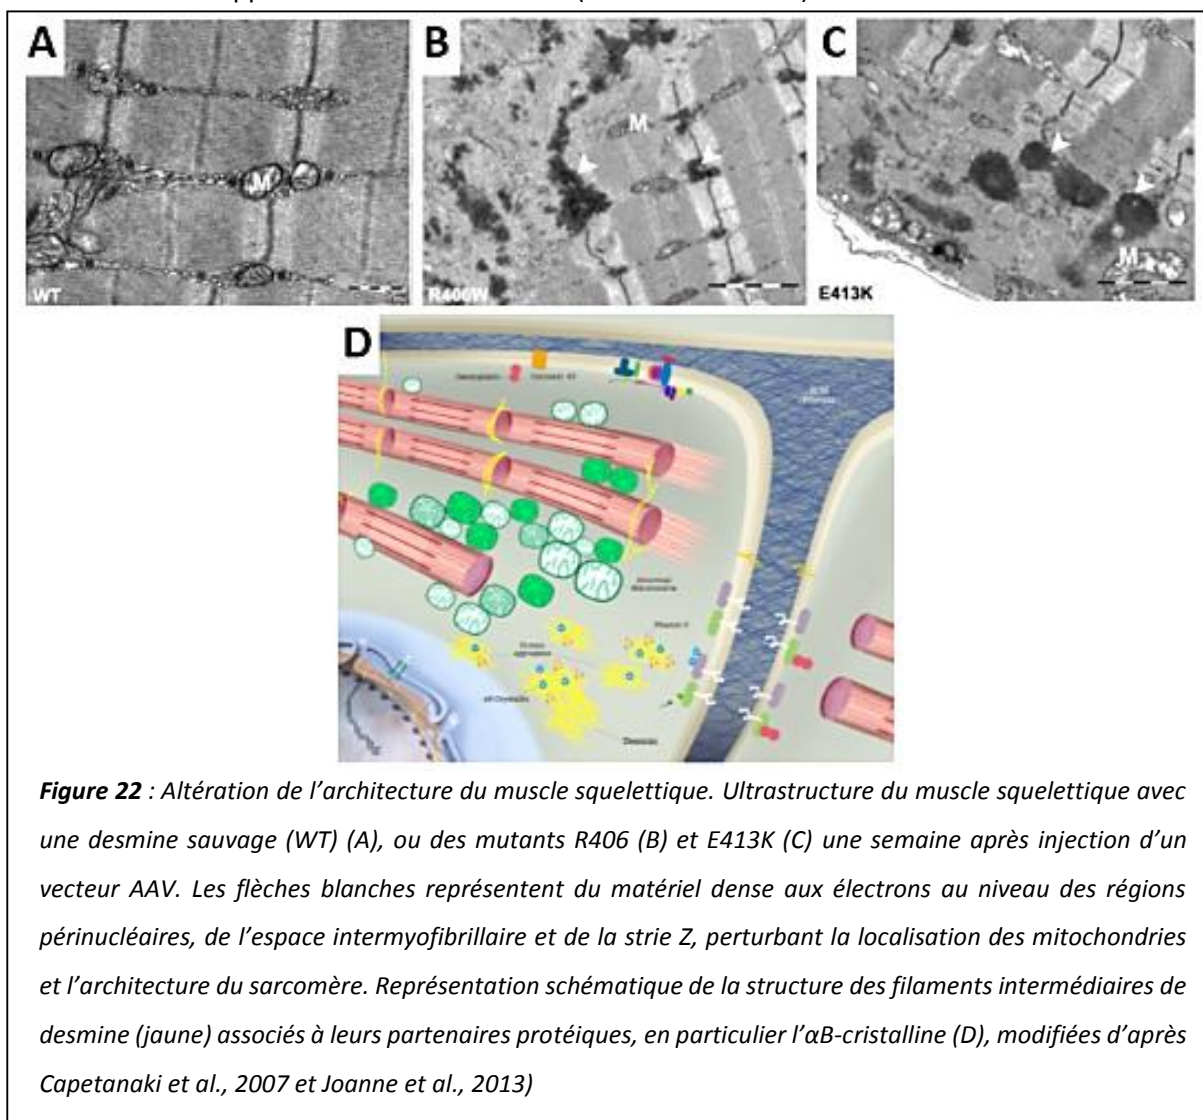 A
B
C
M
M
M
WT
R406W
E413K
D
Desmin
Figure 22 : Altération de l’architecture du muscle squelettique. Ultrastructure du muscle squelettique avec
une desmine sauvage (WT) (A), ou des mutants R406 (B) et E413K (C) une semaine après injection d’un
vecteur AAV. Les flèches blanches représentent du matériel dense aux électrons au niveau des régions
périnucléaires, de l’espace intermyofibrillaire et de la strie Z, perturbant la localisation des mitochondries
et l’architecture du sarcomère. Représentation schématique de la structure des filaments intermédiaires de
desmine (jaune) associés à leurs partenaires protéiques, en particulier l’αB-cristalline (D), modifiées d’après
Capetanaki et al., 2007 et Joanne et al., 2013)